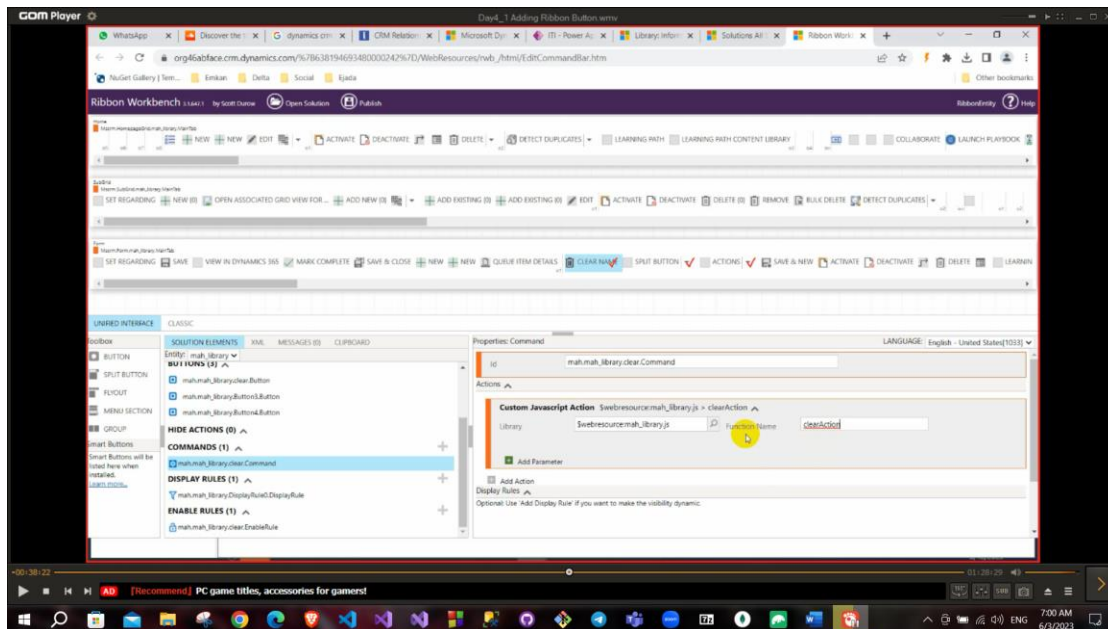 GOM Player
Day4_1 Adding Ribbon Button.wmv
WhatsApp
Discover the
dynamics crm
CRM Relation
Microsoft Dy
ITI - Power Ap
Library: Inform
Solutions All
Ribbon Work
org46abface.crm.dynamics.com/%7B638194693480000242%7D/WebResources/rwb_/html/EditCommandBar.htm
NuGet Gallery | Tem...
Emkan
Delta
Social
Ejada
Other bookmarks
Ribbon Workbench
by Scott Durow
Open Solution
Publish
RibbonEntity
Help
Home
NEW
NEW
EDIT
ACTIVATE
DEACTIVATE
DELETE
DETECT DUPLICATES
LEARNING PATH
LEARNING PATH CONTENT LIBRARY
COLLABORATE
LAUNCH PLAYBOOK
SubGrid
SET REGARDING
NEW (0)
OPEN ASSOCIATED GRID VIEW FOR ...
ADD NEW (0)
ADD EXISTING (0)
ADD EXISTING (0)
EDIT
ACTIVATE
DEACTIVATE
DELETE (0)
REMOVE
BULK DELETE
DETECT DUPLICATES
Form
SET REGARDING
SAVE
VIEW IN DYNAMICS 365
MARK COMPLETE
SAVE & CLOSE
NEW
NEW
QUEUE ITEM DETAILS
CLEAR NAME
SPLIT BUTTON
ACTIONS
SAVE & NEW
ACTIVATE
DEACTIVATE
DELETE
LEARNIN
UNIFIED INTERFACE
CLASSIC
oolbox
SOLUTION ELEMENTS
XML
MESSAGES (0)
CLIPBOARD
Properties: Command
LANGUAGE: English - United States[1033]
BUTTON
SPLIT BUTTON
FLYOUT
MENU SECTION
GROUP
Smart Buttons
Smart Buttons will be
listed here when
installed.
Learn more...
Entity: mah_library
BUTTONS (3)
mah.mah_library.clear.Button
mah.mah_library.Button3.Button
mah.mah_library.Button4.Button
HIDE ACTIONS (0)
COMMANDS (1)
mah.mah_library.clear.Command
DISPLAY RULES (1)
mah.mah_library.DisplayRule0.DisplayRule
ENABLE RULES (1)
mah.mah_library.clear.EnableRule
Id
mah.mah_library.clear.Command
Actions
Custom Javascript Action $webresource:mah_library.js > clearAction
Library
$webresource:mah_library.js
Function Name
clearAction
Add Parameter
Add Action
Display Rules
Optional: Use 'Add Display Rule' if you want to make the visibility dynamic.
-00:38:22
01:28:29
AD
[Recommend] PC game titles, accessories for gamers!
ENG
7:00 AM
6/3/2023